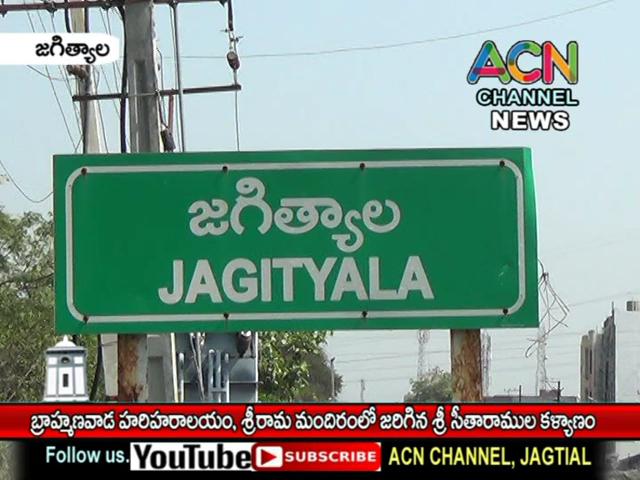 జగిత్యాల
ACN
CHANNEL
NEWS
జగిత్యాల
JAGITYALA
బ్రాహ్మణవాడ హరిహరాలయం, శ్రీరామ మందిరంలో జరిగిన శ్రీ సీతారాముల కళ్యాణం
Follow us. YouTube SUBSCRIBE ACN CHANNEL, JAGTIAL